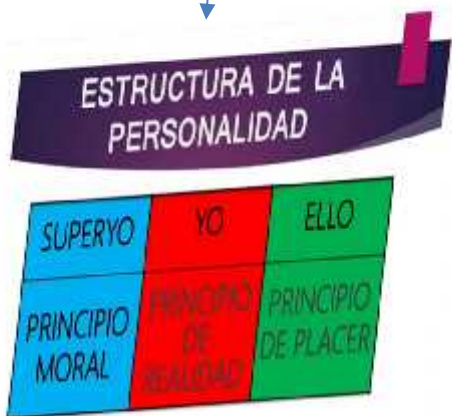 ESTRUCTURA DE LA
PERSONALIDAD
SUPERYO
YO
ELLO
PRINCIPIO
MORAL
PRINCIPIO
DE
REALIDAD
PRINCIPIO
DE PLACER